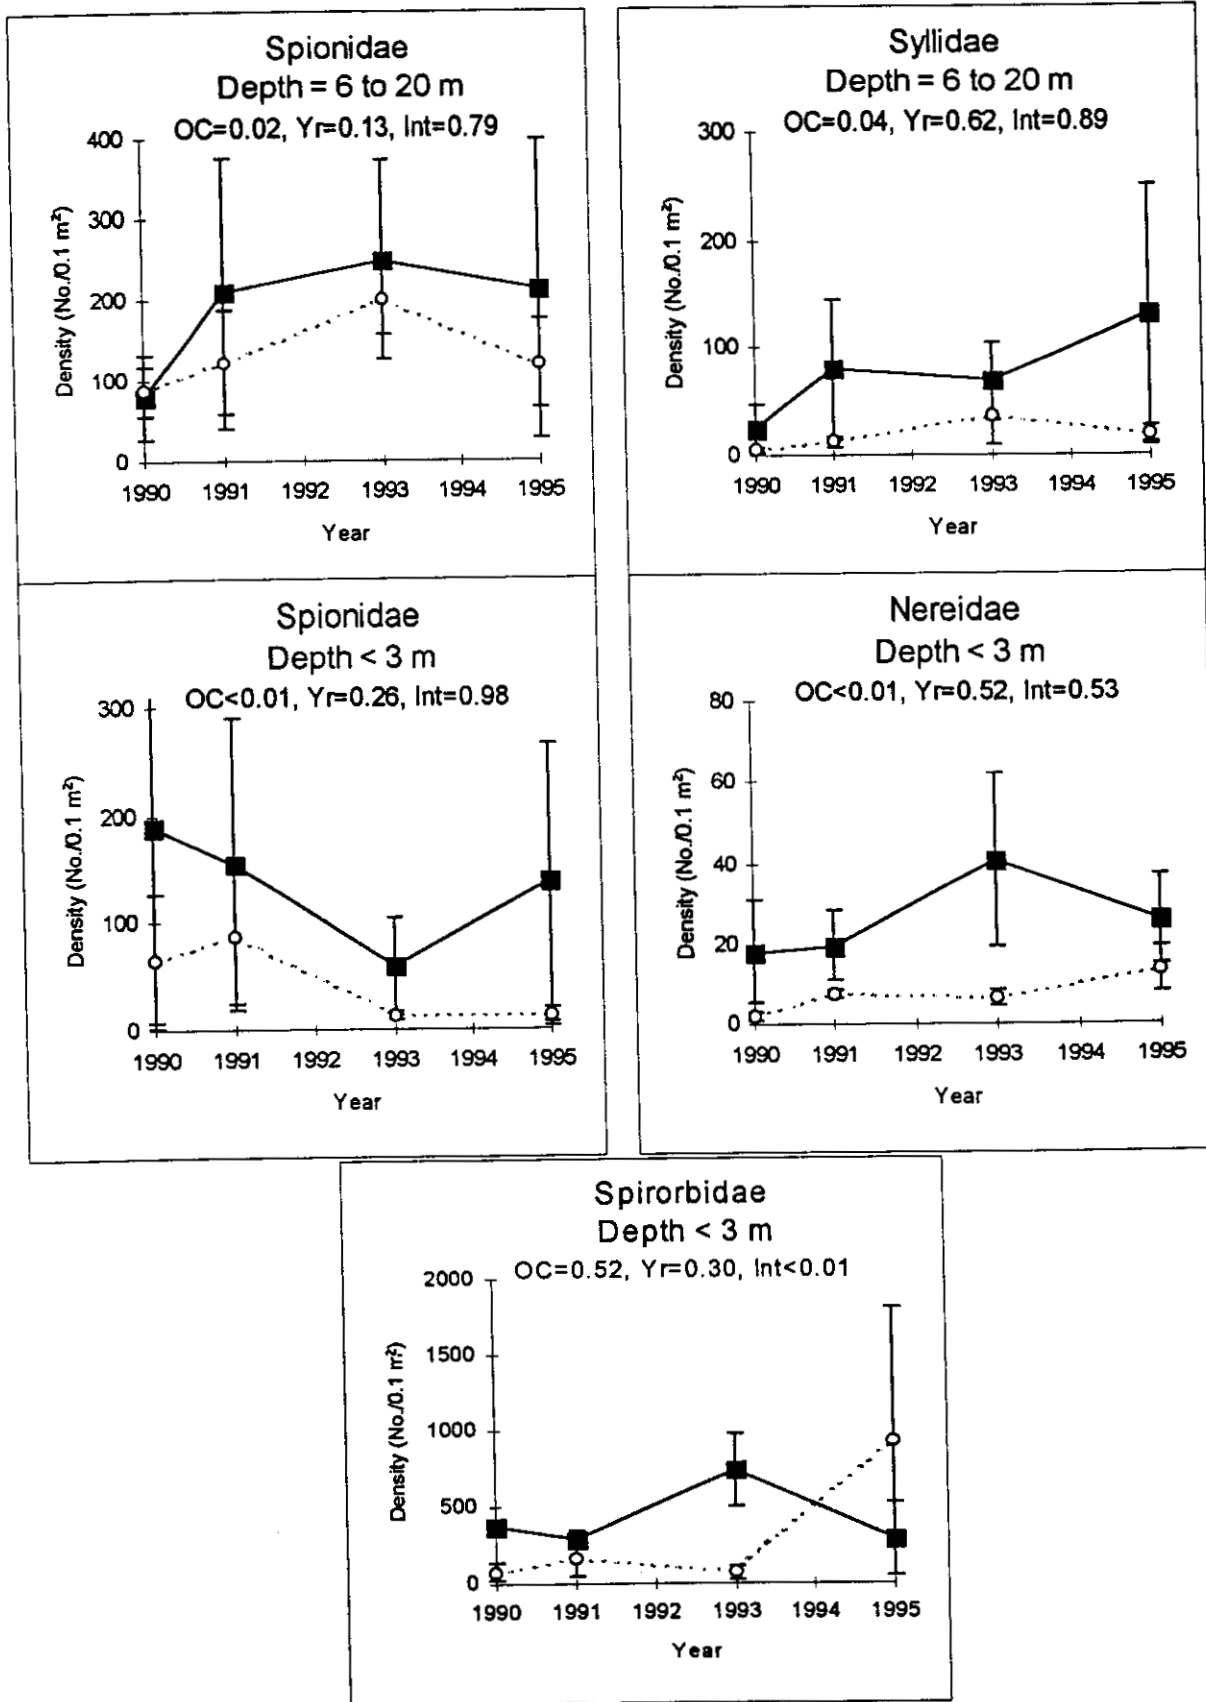 Spionidae
Depth = 6 to 20 m
OC=0.02, Yr=0.13, Int=0.79
Density (No./0.1 m²)
400
300
200
100
0
1990 1991 1992 1993 1994 1995
Year
Syllidae
Depth = 6 to 20 m
OC=0.04, Yr=0.62, Int=0.89
Density (No./0.1 m²)
300
200
100
0
1990 1991 1992 1993 1994 1995
Year
Spionidae
Depth < 3 m
OC<0.01, Yr=0.26, Int=0.98
Density (No./0.1 m²)
300
200
100
0
1990 1991 1992 1993 1994 1995
Year
Nereidae
Depth < 3 m
OC<0.01, Yr=0.52, Int=0.53
Density (No./0.1 m²)
80
60
40
20
0
1990 1991 1992 1993 1994 1995
Year
Spirorbidae
Depth < 3 m
OC=0.52, Yr=0.30, Int<0.01
Density (No./0.1 m²)
2000
1500
1000
500
0
1990 1991 1992 1993 1994 1995
Year